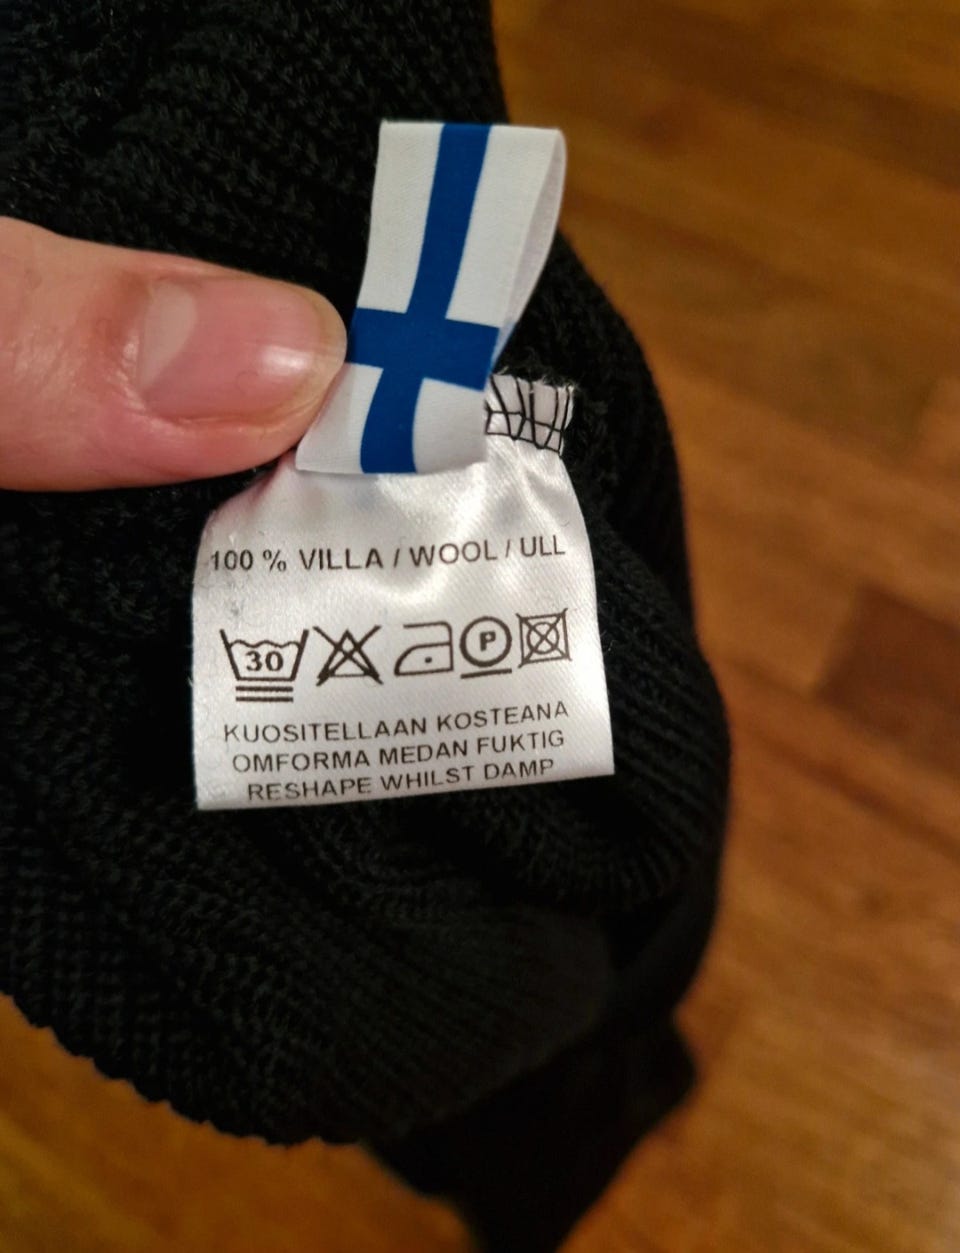 100 % VILLA / WOOL / ULL
30 P
KUOSITELLAAN KOSTEANA
OMFORMA MEDAN FUKTIG
RESHAPE WHILST DAMP